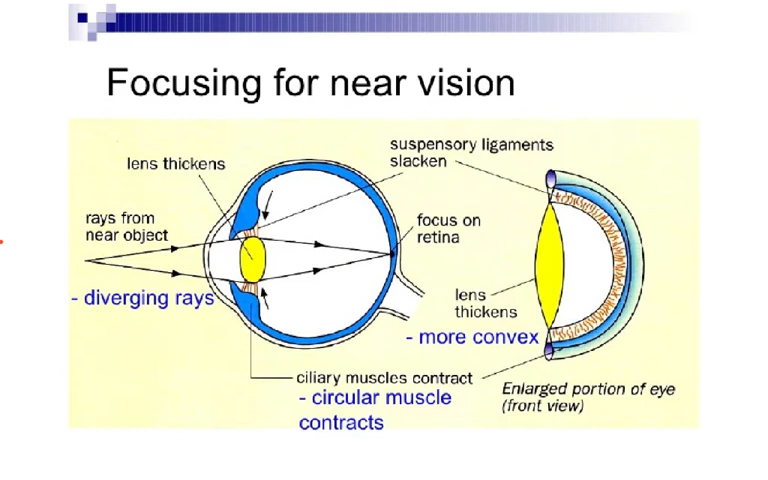 Focusing for near vision
suspensory ligaments
slacken
lens thickens
rays from
near object
focus on
retina
- diverging rays
lens
thickens
- more convex
ciliary muscles contract
- circular muscle
contracts
Enlarged portion of eye
(front view)